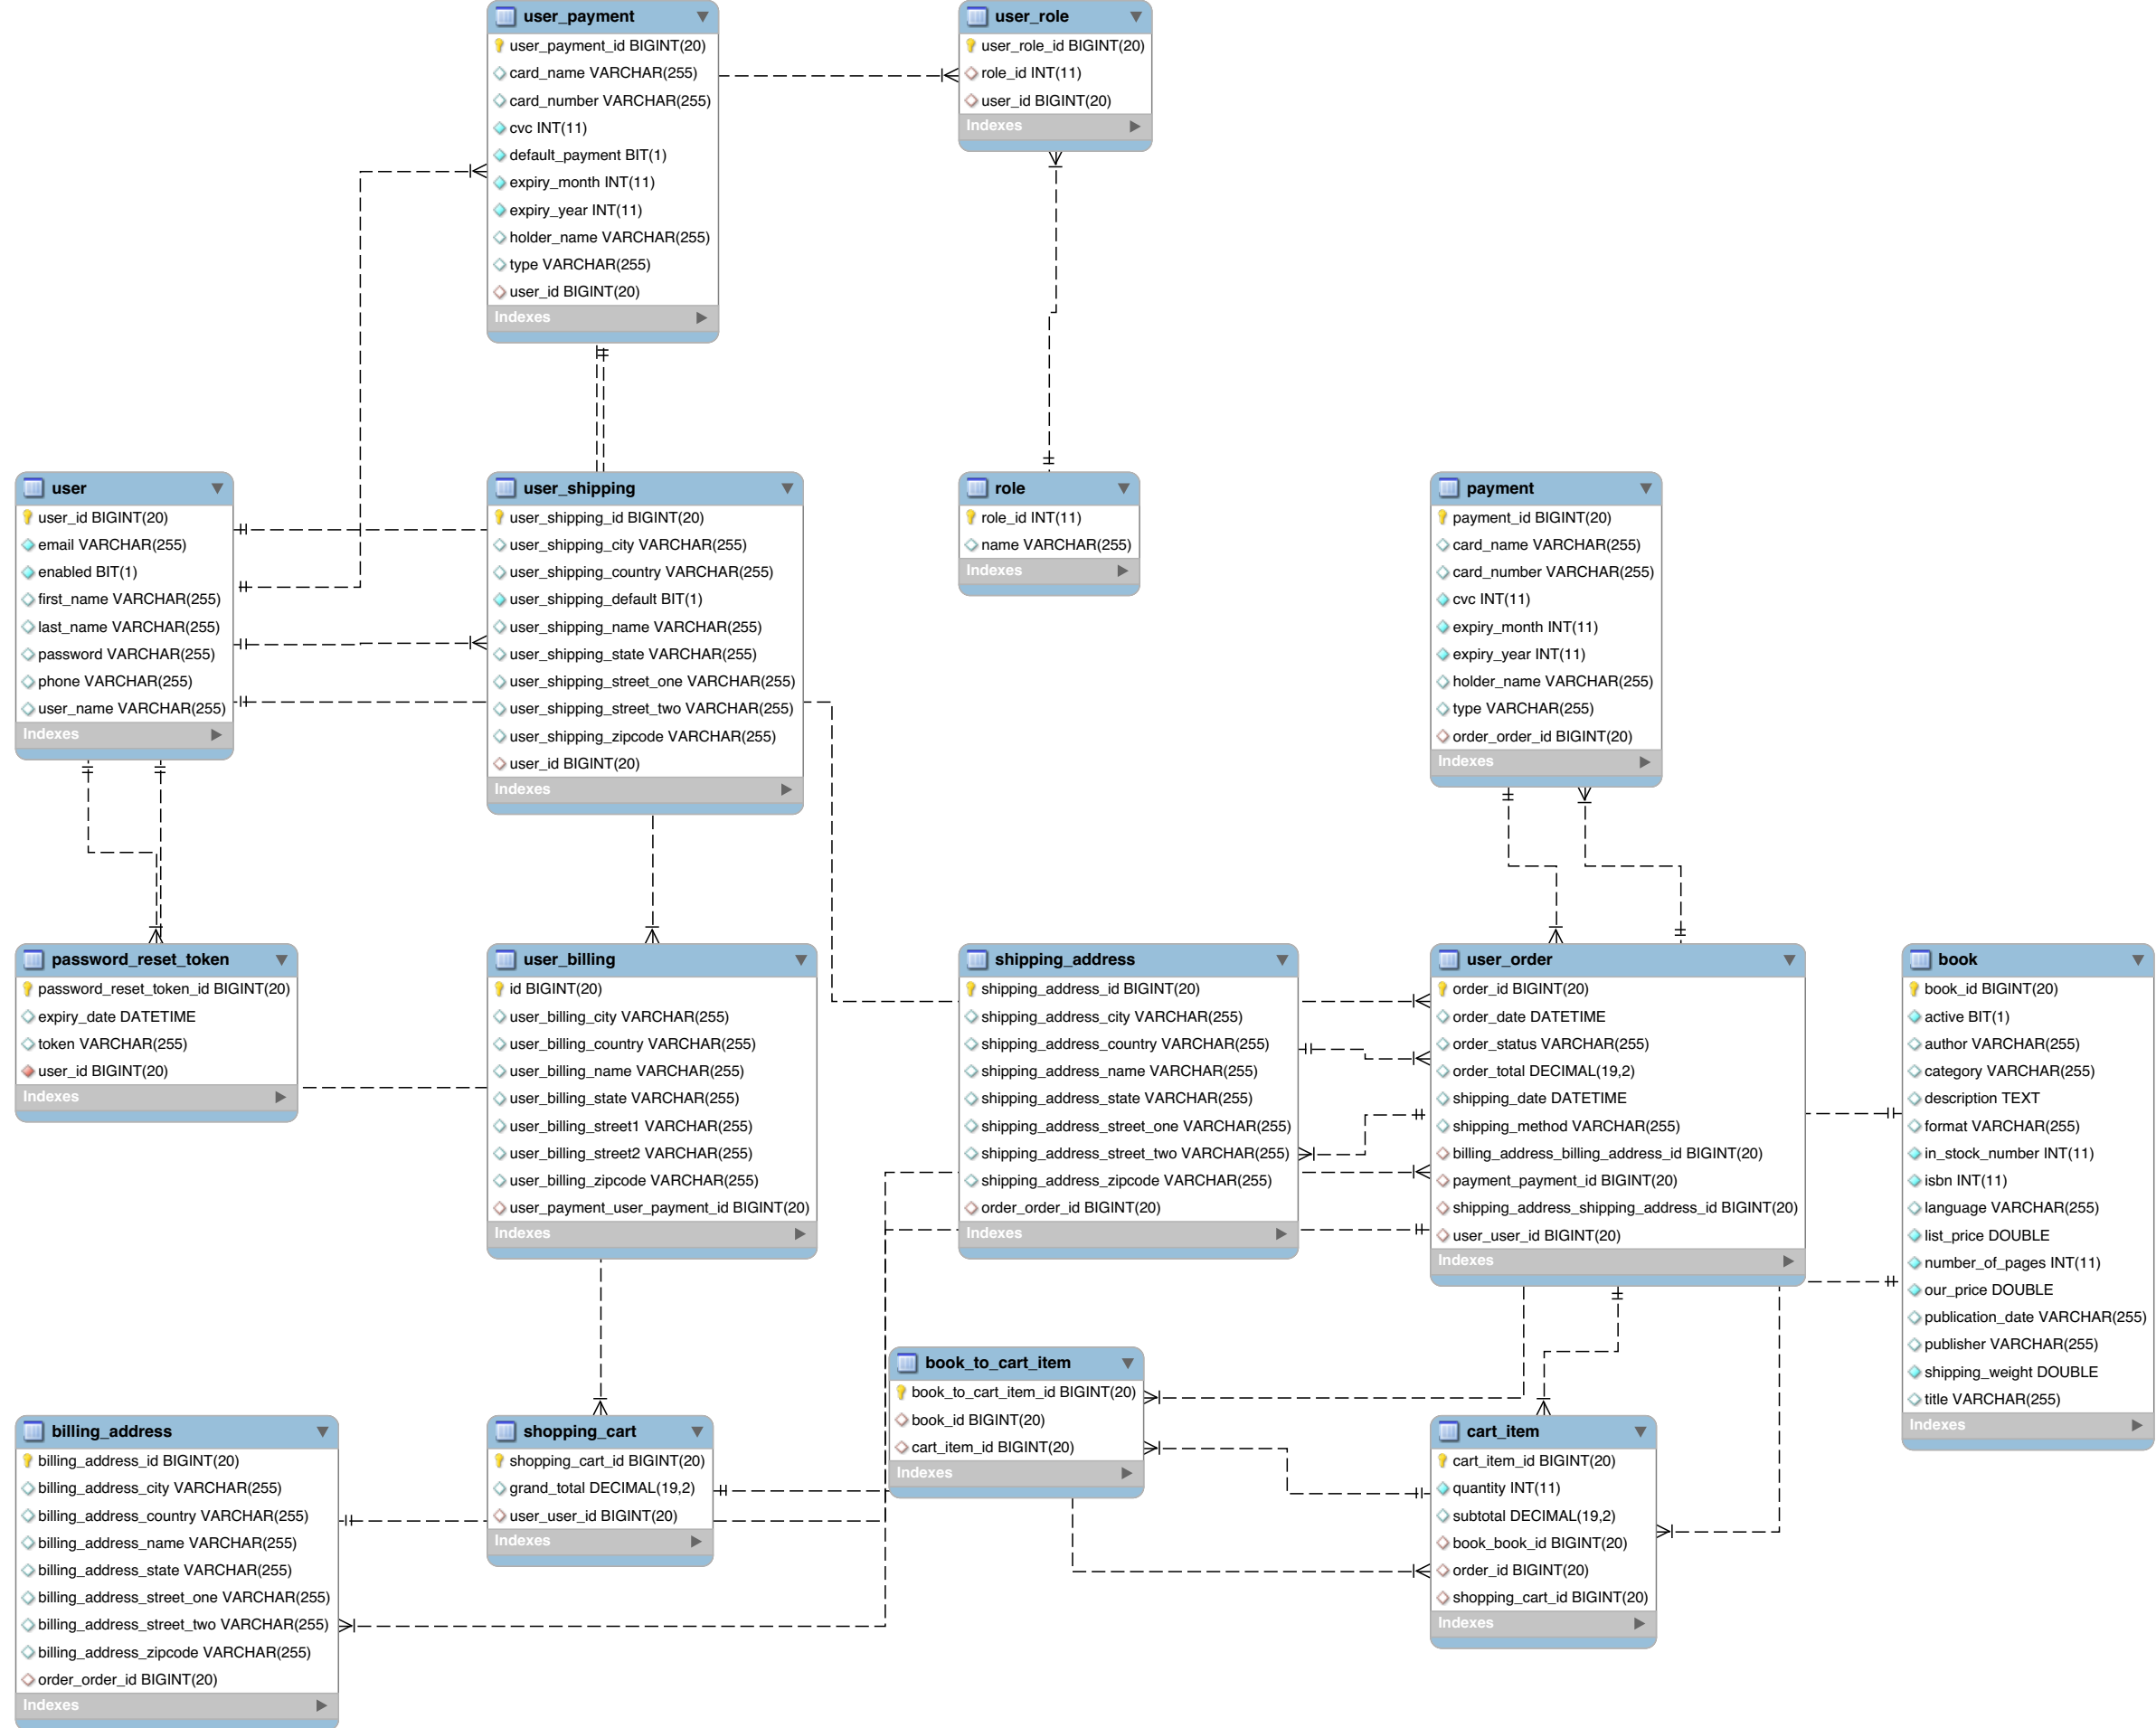 user_payment
user_payment_id BIGINT(20)
card_name VARCHAR(255)
card_number VARCHAR(255)
cvc INT(11)
default_payment BIT(1)
expiry_month INT(11)
expiry_year INT(11)
holder_name VARCHAR(255)
type VARCHAR(255)
user_id BIGINT(20)
Indexes
user_role
user_role_id BIGINT(20)
role_id INT(11)
user_id BIGINT(20)
Indexes
user
user_id BIGINT(20)
email VARCHAR(255)
enabled BIT(1)
first_name VARCHAR(255)
last_name VARCHAR(255)
password VARCHAR(255)
phone VARCHAR(255)
user_name VARCHAR(255)
Indexes
user_shipping
user_shipping_id BIGINT(20)
user_shipping_city VARCHAR(255)
user_shipping_country VARCHAR(255)
user_shipping_default BIT(1)
user_shipping_name VARCHAR(255)
user_shipping_state VARCHAR(255)
user_shipping_street_one VARCHAR(255)
user_shipping_street_two VARCHAR(255)
user_shipping_zipcode VARCHAR(255)
user_id BIGINT(20)
Indexes
role
role_id INT(11)
name VARCHAR(255)
Indexes
payment
payment_id BIGINT(20)
card_name VARCHAR(255)
card_number VARCHAR(255)
cvc INT(11)
expiry_month INT(11)
expiry_year INT(11)
holder_name VARCHAR(255)
type VARCHAR(255)
order_order_id BIGINT(20)
Indexes
password_reset_token
password_reset_token_id BIGINT(20)
expiry_date DATETIME
token VARCHAR(255)
user_id BIGINT(20)
Indexes
user_billing
id BIGINT(20)
user_billing_city VARCHAR(255)
user_billing_country VARCHAR(255)
user_billing_name VARCHAR(255)
user_billing_state VARCHAR(255)
user_billing_street1 VARCHAR(255)
user_billing_street2 VARCHAR(255)
user_billing_zipcode VARCHAR(255)
user_payment_user_payment_id BIGINT(20)
Indexes
shipping_address
shipping_address_id BIGINT(20)
shipping_address_city VARCHAR(255)
shipping_address_country VARCHAR(255)
shipping_address_name VARCHAR(255)
shipping_address_state VARCHAR(255)
shipping_address_street_one VARCHAR(255)
shipping_address_street_two VARCHAR(255)
shipping_address_zipcode VARCHAR(255)
order_order_id BIGINT(20)
Indexes
user_order
order_id BIGINT(20)
order_date DATETIME
order_status VARCHAR(255)
order_total DECIMAL(19,2)
shipping_date DATETIME
shipping_method VARCHAR(255)
billing_address_billing_address_id BIGINT(20)
payment_payment_id BIGINT(20)
shipping_address_shipping_address_id BIGINT(20)
user_user_id BIGINT(20)
Indexes
book
book_id BIGINT(20)
active BIT(1)
author VARCHAR(255)
category VARCHAR(255)
description TEXT
format VARCHAR(255)
in_stock_number INT(11)
isbn INT(11)
language VARCHAR(255)
list_price DOUBLE
number_of_pages INT(11)
our_price DOUBLE
publication_date VARCHAR(255)
publisher VARCHAR(255)
shipping_weight DOUBLE
title VARCHAR(255)
Indexes
book_to_cart_item
book_to_cart_item_id BIGINT(20)
book_id BIGINT(20)
cart_item_id BIGINT(20)
Indexes
billing_address
billing_address_id BIGINT(20)
billing_address_city VARCHAR(255)
billing_address_country VARCHAR(255)
billing_address_name VARCHAR(255)
billing_address_state VARCHAR(255)
billing_address_street_one VARCHAR(255)
billing_address_street_two VARCHAR(255)
billing_address_zipcode VARCHAR(255)
order_order_id BIGINT(20)
Indexes
shopping_cart
shopping_cart_id BIGINT(20)
grand_total DECIMAL(19,2)
user_user_id BIGINT(20)
Indexes
cart_item
cart_item_id BIGINT(20)
quantity INT(11)
subtotal DECIMAL(19,2)
book_book_id BIGINT(20)
order_id BIGINT(20)
shopping_cart_id BIGINT(20)
Indexes